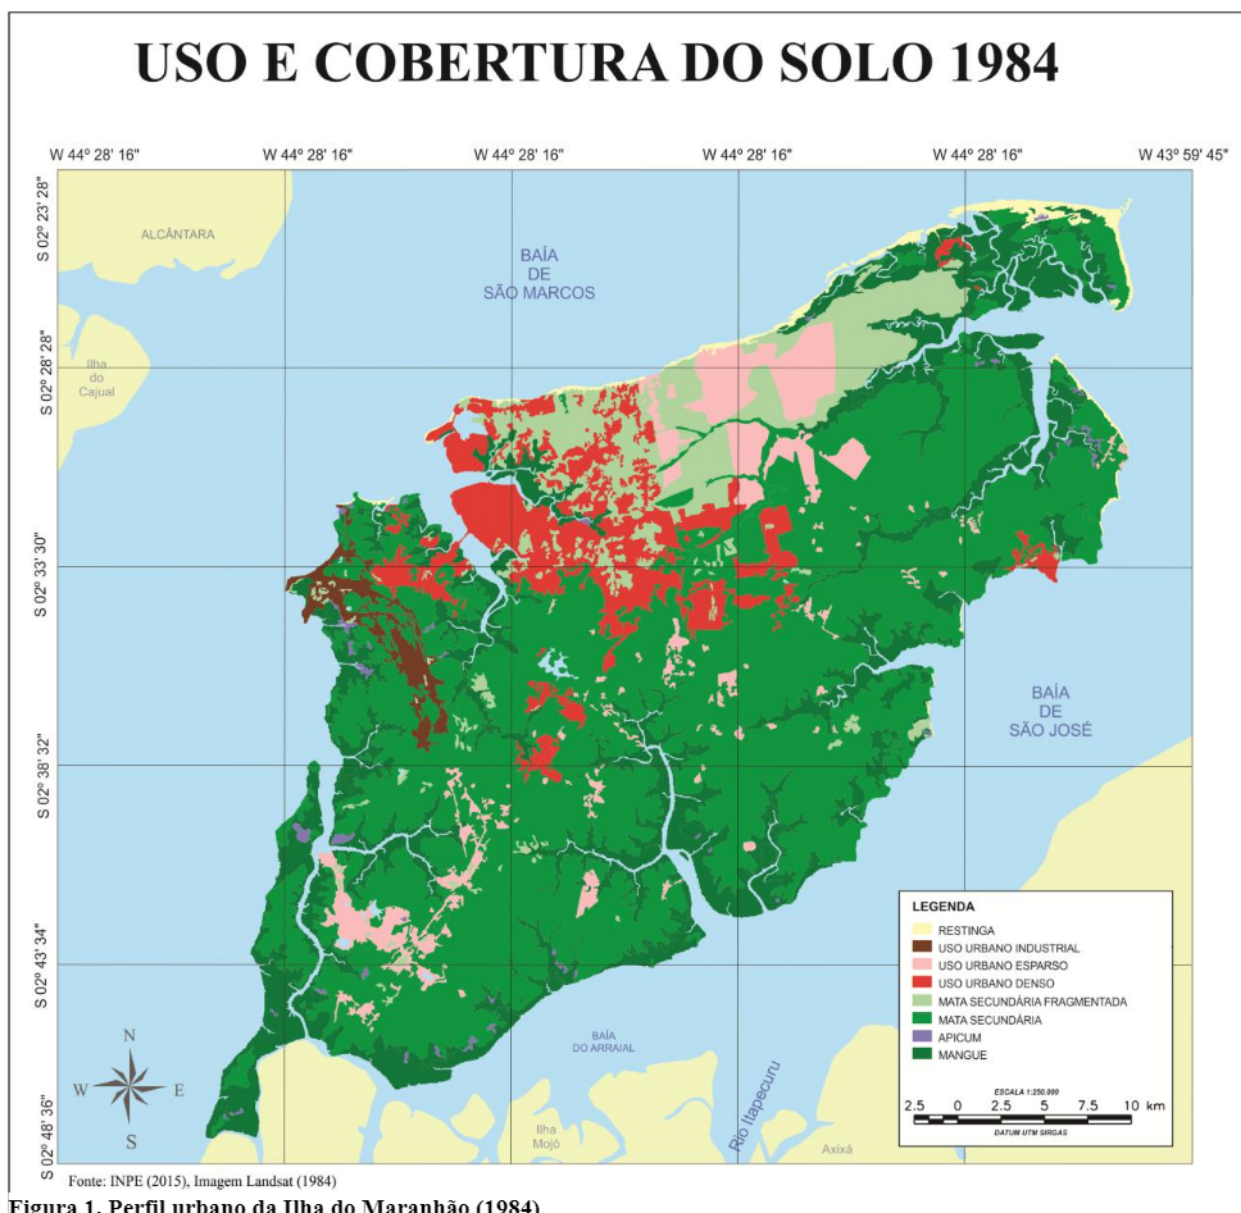 USO E COBERTURA DO SOLO 1984
W 44º 28' 16" W 44º 28' 16" W 44º 28' 16" W 44º 28' 16" W 44º 28' 16" W 43º 59' 45"
S 02º 23' 28"
ALCÂNTARA
BAÍA
DE
SÃO MARCOS
S 02º 28' 28"
Ilha
do
Cajual
S 02º 33' 30"
BAÍA
DE
SÃO JOSÉ
S 02º 38' 32"
S 02º 43' 34"
LEGENDA
RESTINGA
USO URBANO INDUSTRIAL
USO URBANO ESPARSO
USO URBANO DENSO
MATA SECUNDÁRIA FRAGMENTADA
MATA SECUNDÁRIA
APICUM
MANGUE
ESCALA 1:250.000
2.5 0 2.5 5 7.5 10 km
DATUM UTM SIRGAS
BAÍA
DO ARRAIAL
Rio Itapecuru
N
W E
S
S 02º 48' 36"
Ilha
Mojó
Axixá
Fonte: INPE (2015), Imagem Landsat (1984)
Figura 1. Perfil urbano da Ilha do Maranhão (1984)